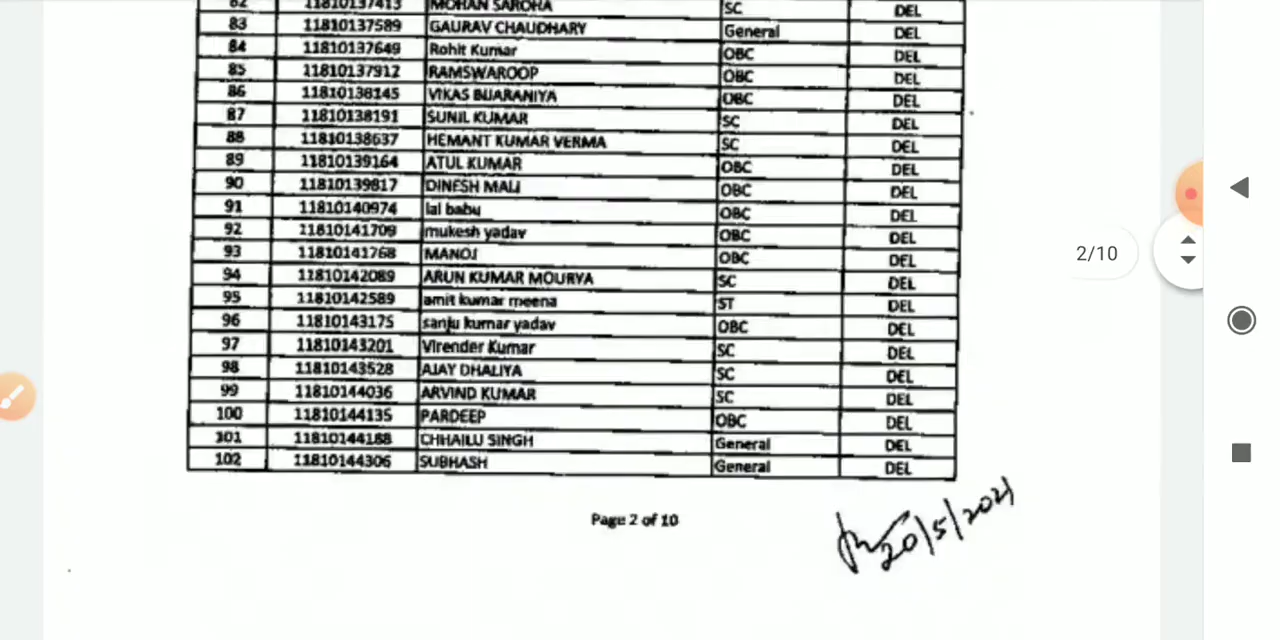 82 11810137413 MOHAN SAROHA SC DEL
83 11810137589 GAURAV CHAUDHARY General DEL
84 11810137649 Rohit Kumar OBC DEL
85 11810137912 RAMSWAROOP OBC DEL
86 11810138145 VIKAS BIJARANIYA OBC DEL
87 11810138191 SUNIL KUMAR SC DEL
88 11810138637 HEMANT KUMAR VERMA SC DEL
89 11810139164 ATUL KUMAR OBC DEL
90 11810139817 DINESH MALI OBC DEL
91 11810140974 lal babu OBC DEL
92 11810141709 mukesh yadav OBC DEL
93 11810141768 MANOJ OBC DEL
94 11810142089 ARUN KUMAR MOURYA SC DEL
95 11810142589 amit kumar meena ST DEL
96 11810143175 sanju kumar yadav OBC DEL
97 11810143201 Virender Kumar SC DEL
98 11810143528 AJAY DHALIYA SC DEL
99 11810144036 ARVIND KUMAR SC DEL
100 11810144135 PARDEEP OBC DEL
101 11810144188 CHHAILU SINGH General DEL
102 11810144306 SUBHASH General DEL
2/10
Page 2 of 10
20/5/2021